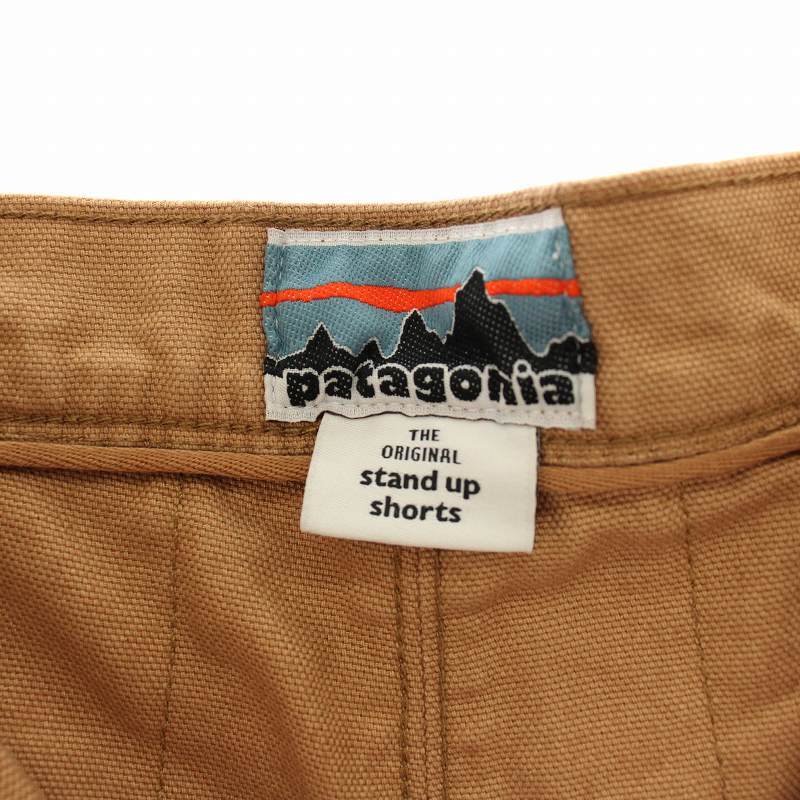 patagonia
THE
ORIGINAL
stand up
shorts